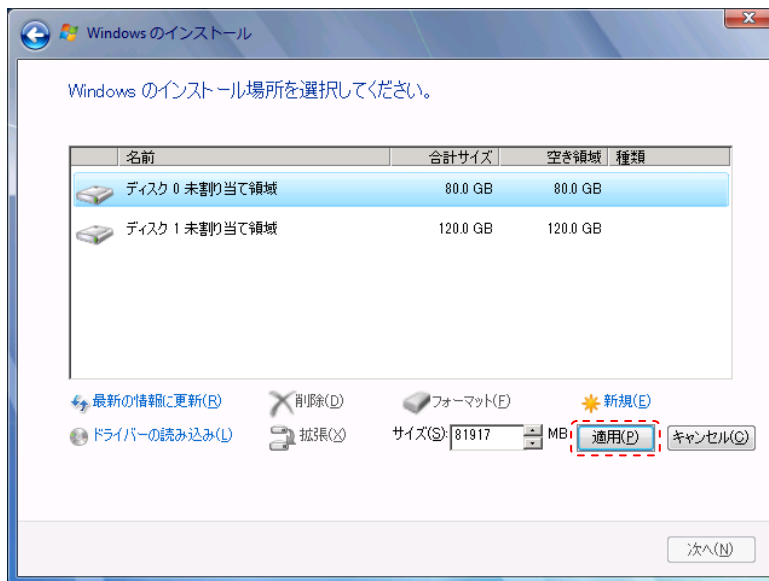 Windows のインストール
Windows のインストール場所を選択してください。
名前 合計サイズ 空き領域 種類
ディスク 0 未割り当て領域 80.0 GB 80.0 GB
ディスク 1 未割り当て領域 120.0 GB 120.0 GB
最新の情報に更新(R) 削除(D) フォーマット(F) 新規(E)
ドライバーの読み込み(L) 拡張(X) サイズ(S): 81917 MB 適用(P) キャンセル(C)
次へ(N)